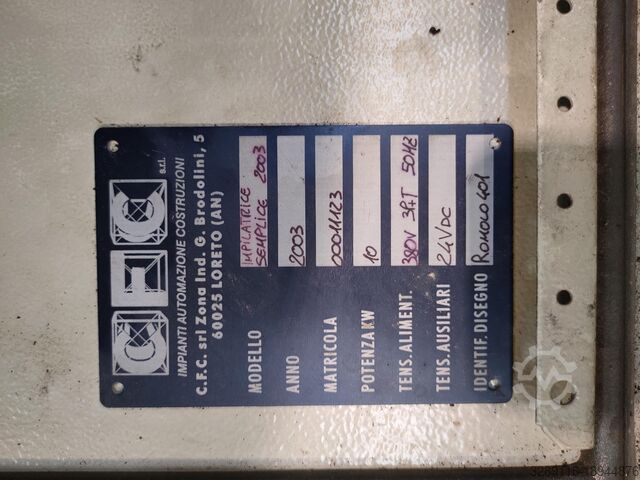 CFC
s.r.l.
IMPIANTI AUTOMAZIONE COSTRUZIONI
C.F.C. srl Zona Ind. G. Brodolini, 5
60025 LORETO (AN)
MODELLO IMPILATRICE SEMPLICE 2003
ANNO 2003
MATRICOLA 00011123
POTENZA KW 10
TENS. ALIMENT. 380V 3P+T 50HZ
TENS. AUSILIARI 24VDC
IDENTIF. DISEGNO ROMOLO 401